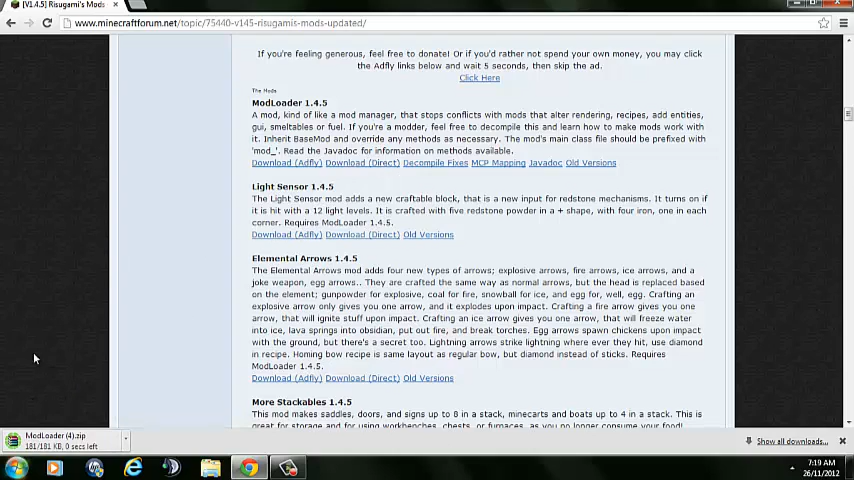 [V1.4.5] Risugami's Mods -
www.minecraftforum.net/topic/75440-v145-risugamis-mods-updated/
If you're feeling generous, feel free to donate! Or if you'd rather not spend your own money, you may click
the Adfly links below and wait 5 seconds, then skip the ad.
Click Here
The Mods
ModLoader 1.4.5
A mod, kind of like a mod manager, that stops conflicts with mods that alter rendering, recipes, add entities,
gui, smeltables or fuel. If you're a modder, feel free to decompile this and learn how to make mods work with
it. Inherit BaseMod and override any methods as necessary. The mod's main class file should be prefixed with
'mod_'. Read the Javadoc for information on methods available.
Download (Adfly) Download (Direct) Decompile Fixes MCP Mapping Javadoc Old Versions
Light Sensor 1.4.5
The Light Sensor mod adds a new craftable block, that is a new input for redstone mechanisms. It turns on if
it is hit with a 12 light levels. It is crafted with five redstone powder in a + shape, with four iron, one in each
corner. Requires ModLoader 1.4.5.
Download (Adfly) Download (Direct) Old Versions
Elemental Arrows 1.4.5
The Elemental Arrows mod adds four new types of arrows; explosive arrows, fire arrows, ice arrows, and a
joke weapon, egg arrows.. They are crafted the same way as normal arrows, but the head is replaced based
on the element; gunpowder for explosive, coal for fire, snowball for ice, and egg for, well, egg. Crafting an
explosive arrow only gives you one arrow, and it explodes upon impact. Crafting a fire arrow gives you one
arrow, that will ignite stuff upon impact. Crafting an ice arrow gives you one arrow, that will freeze water
into ice, lava springs into obsidian, put out fire, and break torches. Egg arrows spawn chickens upon impact
with the ground, but there's a secret too. Lightning arrows strike lightning where ever they hit, use diamond
in recipe. Homing bow recipe is same layout as regular bow, but diamond instead of sticks. Requires
ModLoader 1.4.5.
Download (Adfly) Download (Direct) Old Versions
More Stackables 1.4.5
This mod makes saddles, doors, and signs up to 8 in a stack, minecarts and boats up to 4 in a stack. This is
great for storage and for using workbenches, chests, or furnaces, as you no longer consume your food!
ModLoader (4).zip
181/181 KB, 0 secs left
Show all downloads...
7:19 AM
26/11/2012